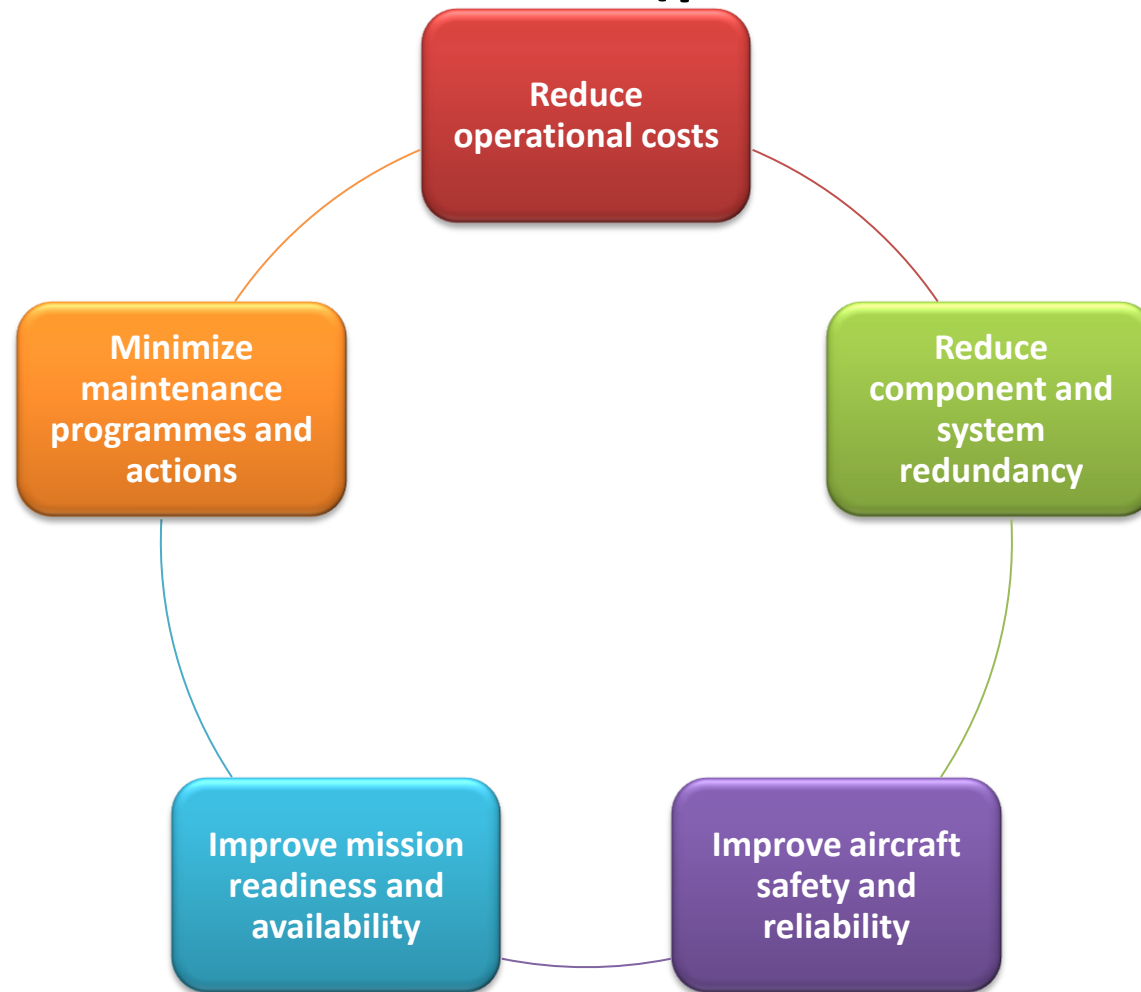 Reduce
operational costs
Reduce
component and
system
redundancy
Improve aircraft
safety and
reliability
Improve mission
readiness and
availability
Minimize
maintenance
programmes and
actions